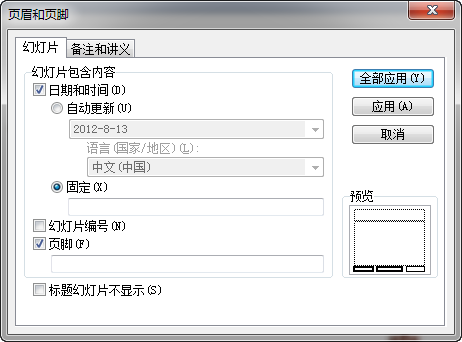 页眉和页脚
幻灯片 备注和讲义
幻灯片包含内容
日期和时间(D)
自动更新(U)
2012-8-13
语言(国家/地区)(L):
中文(中国)
固定(X)
幻灯片编号(N)
页脚(F)
标题幻灯片不显示(S)
全部应用(Y)
应用(A)
取消
预览